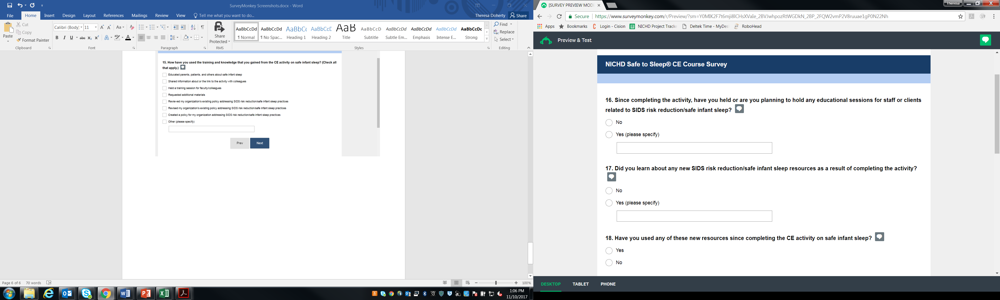 SurveyMonkey Screenshots.docx - Word
File Home Insert Design Layout References Mailings Review View Tell me what you want to do... Theresa Doherty Share
Paste
Cut
Copy
Format Painter
Clipboard
Calibri (Body) 11
Font
Paragraph
Share
Protected
RMS
AaBbCcDd AaBbCcDd AaBbC AaBbCcD AaB AaBbCcD AaBbCcDd AaBbCcDd AaBbCcDd AaBbCcDc
¶ Normal ¶ No Spac... Heading 1 Heading 2 Title Subtitle Subtle Em... Emphasis Intense E... Strong
Styles
Find
Replace
Select
Editing
15. How have you used the training and knowledge that you gained from the CE activity on safe infant sleep? (Check all
that apply.)
Educated parents, patients, and others about safe infant sleep
Shared information about or the link to the activity with colleagues
Held a training session for faculty/colleagues
Requested additional materials
Reviewed my organization's existing policy addressing SIDS risk reduction/safe infant sleep practices
Revised my organization's existing policy addressing SIDS risk reduction/safe infant sleep practices
Created a policy for my organization addressing SIDS risk reduction/safe infant sleep practices
Other (please specify)
Prev Next
Page 6 of 6 70 words 100%
1:06 PM
11/10/2017
[SURVEY PREVIEW MODE
Theresa
Secure https://www.surveymonkey.com/r/Preview/?sm=
Apps Bookmarks Login - Cision NICHD Project Tracke Deltek Time - MyDes RoboHead
Preview & Test
NICHD Safe to Sleep® CE Course Survey
16. Since completing the activity, have you held or are you planning to hold any educational sessions for staff or clients
related to SIDS risk reduction/safe infant sleep?
No
Yes (please specify)
17. Did you learn about any new SIDS risk reduction/safe infant sleep resources as a result of completing the activity?
No
Yes (please specify)
18. Have you used any of these new resources since completing the CE activity on safe infant sleep?
Yes
No
DESKTOP TABLET PHONE